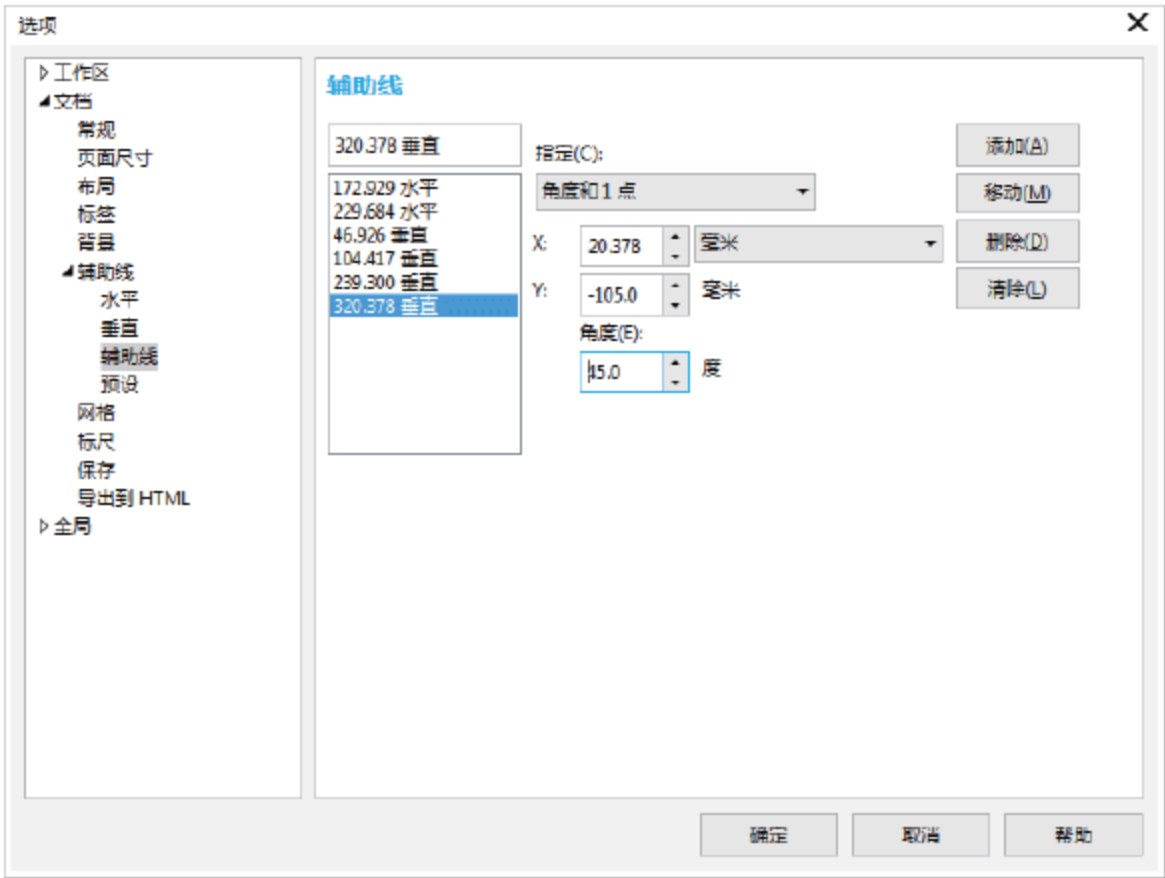 选项
工作区
文档
常规
页面尺寸
布局
标签
背景
辅助线
水平
垂直
辅助线
预设
网格
标尺
保存
导出到 HTML
全局
辅助线
320.378 垂直
172.929 水平
229.684 水平
46.926 垂直
104.417 垂直
239.300 垂直
320.378 垂直
指定(C):
角度和 1 点
X: 20.378 毫米
Y: -105.0 毫米
角度(E):
45.0 度
添加(A)
移动(M)
删除(D)
清除(L)
确定 取消 帮助